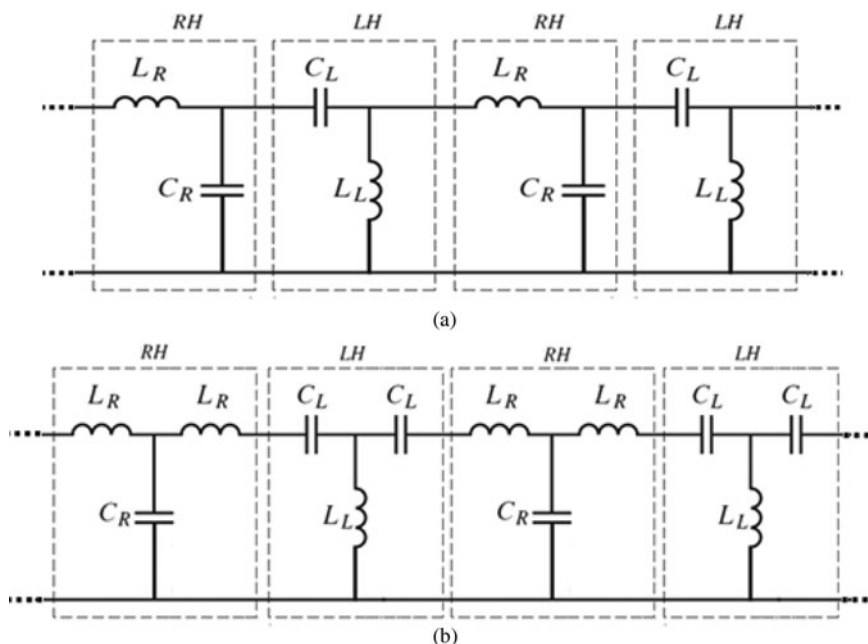 RH LH RH LH
L_R C_L L_R C_L
C_R L_L C_R L_L
(a)
RH LH RH LH
L_R L_R C_L C_L L_R L_R C_L C_L
C_R L_L C_R L_L
(b)